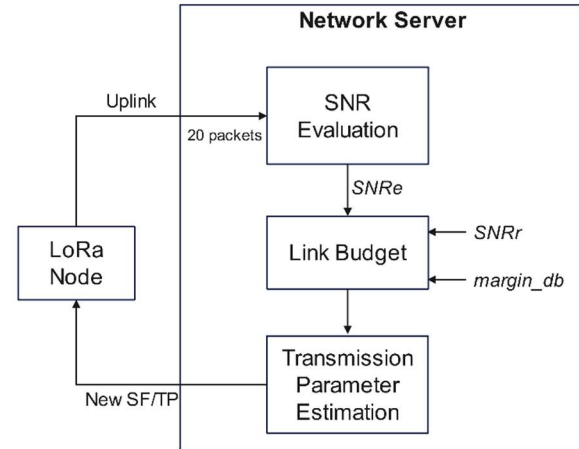 Network Server
Uplink
20 packets
SNR
Evaluation
SNRe
LoRa
Node
Link Budget
SNRr
margin_db
Transmission
Parameter
Estimation
New SF/TP